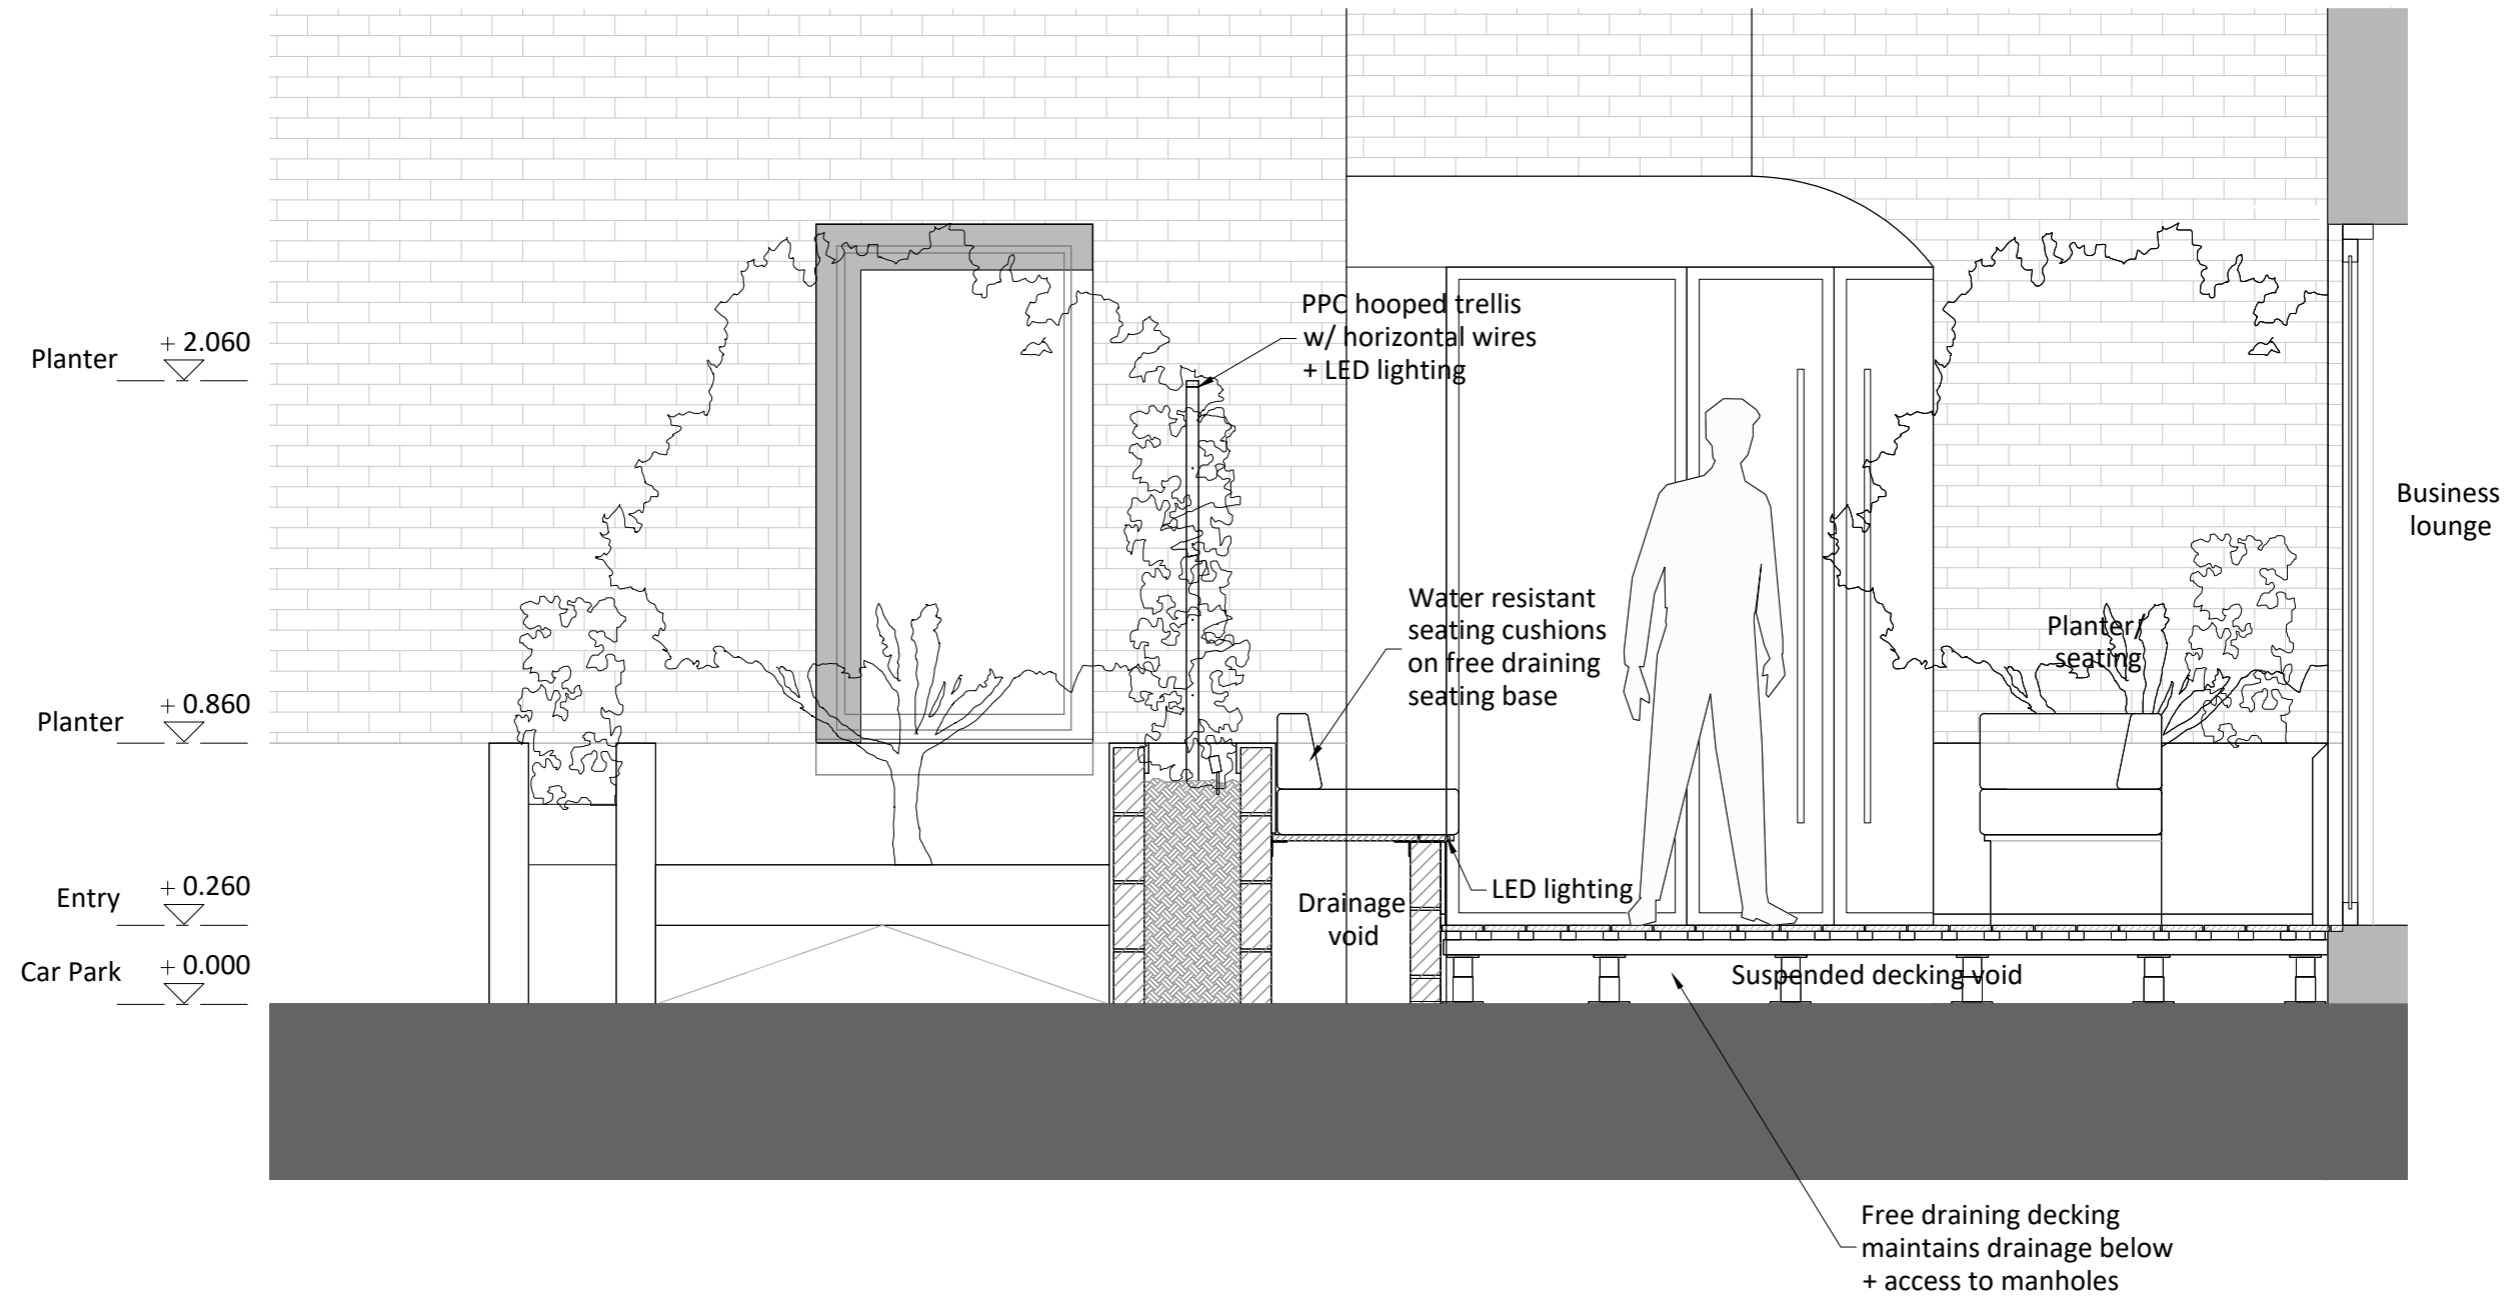 PPC hooped trellis
w/ horizontal wires
+ LED lighting
Planter
+ 2.060
Business
lounge
Water resistant
seating cushions
on free draining
seating base
Planter/
seating
Planter
+ 0.860
Entry
+ 0.260
LED lighting
Drainage
void
Car Park
+ 0.000
Suspended decking void
Free draining decking
maintains drainage below
+ access to manholes